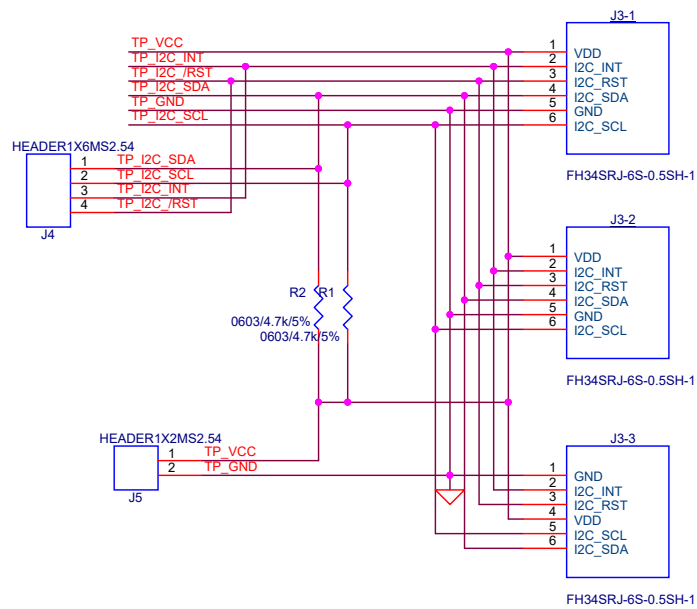 J3-1
TP_VCC
TP_I2C_INT
TP_I2C_/RST
TP_I2C_SDA
TP_GND
TP_I2C_SCL
1 VDD
2 I2C_INT
3 I2C_RST
4 I2C_SDA
5 GND
6 I2C_SCL
FH34SRJ-6S-0.5SH-1
HEADER1X6MS2.54
1 TP_I2C_SDA
2 TP_I2C_SCL
3 TP_I2C_INT
4 TP_I2C_/RST
J4
J3-2
1 VDD
2 I2C_INT
3 I2C_RST
4 I2C_SDA
5 GND
6 I2C_SCL
FH34SRJ-6S-0.5SH-1
R2 R1
0603/4.7k/5%
0603/4.7k/5%
HEADER1X2MS2.54
1 TP_VCC
2 TP_GND
J5
J3-3
1 GND
2 I2C_INT
3 I2C_RST
4 VDD
5 I2C_SCL
6 I2C_SDA
FH34SRJ-6S-0.5SH-1